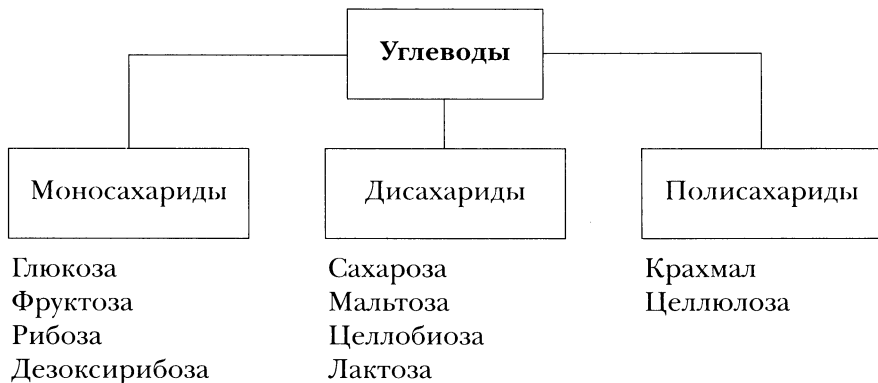 Углеводы
Моносахариды
Дисахариды
Полисахариды
Глюкоза
Фруктоза
Рибоза
Дезоксирибоза
Сахароза
Мальтоза
Целлобиоза
Лактоза
Крахмал
Целлюлоза